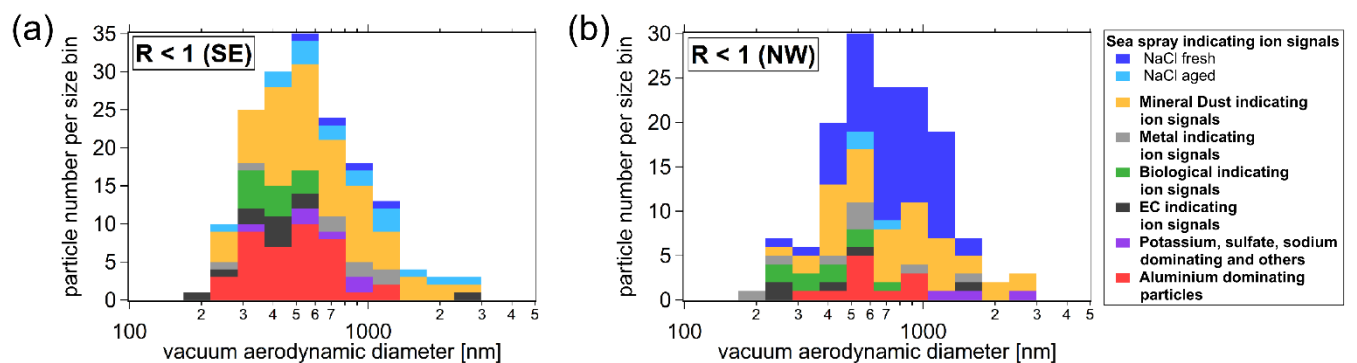 (a)
R < 1 (SE)
particle number per size bin
35
30
25
20
15
10
5
0
100
2
3
4
5
6
7
1000
2
3
4
5
vacuum aerodynamic diameter [nm]
(b)
R < 1 (NW)
particle number per size bin
30
25
20
15
10
5
0
100
2
3
4
5
6
7
1000
2
3
4
5
vacuum aerodynamic diameter [nm]
Sea spray indicating ion signals
NaCl fresh
NaCl aged
Mineral Dust indicating
ion signals
Metal indicating
ion signals
Biological indicating
ion signals
EC indicating
ion signals
Potassium, sulfate, sodium
dominating and others
Aluminium dominating
particles